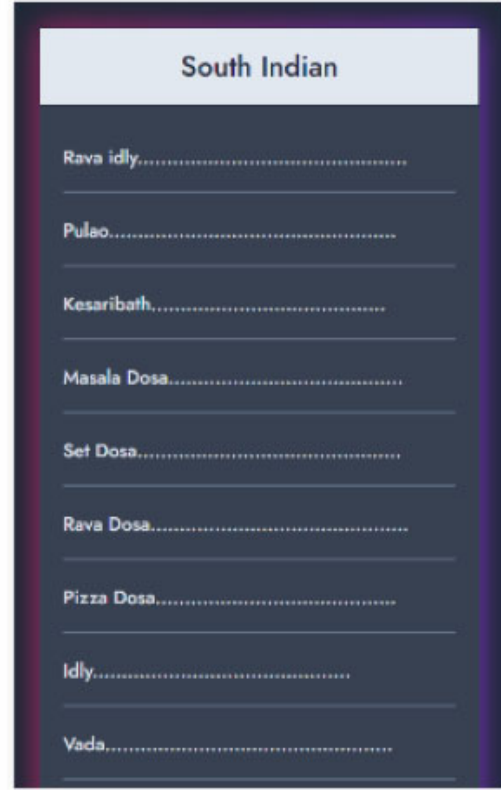 South Indian
Rava idly..............................................
Pulao.................................................
Kesaribath........................................
Masala Dosa........................................
Set Dosa.............................................
Rava Dosa............................................
Pizza Dosa.........................................
Idly............................................
Vada.................................................